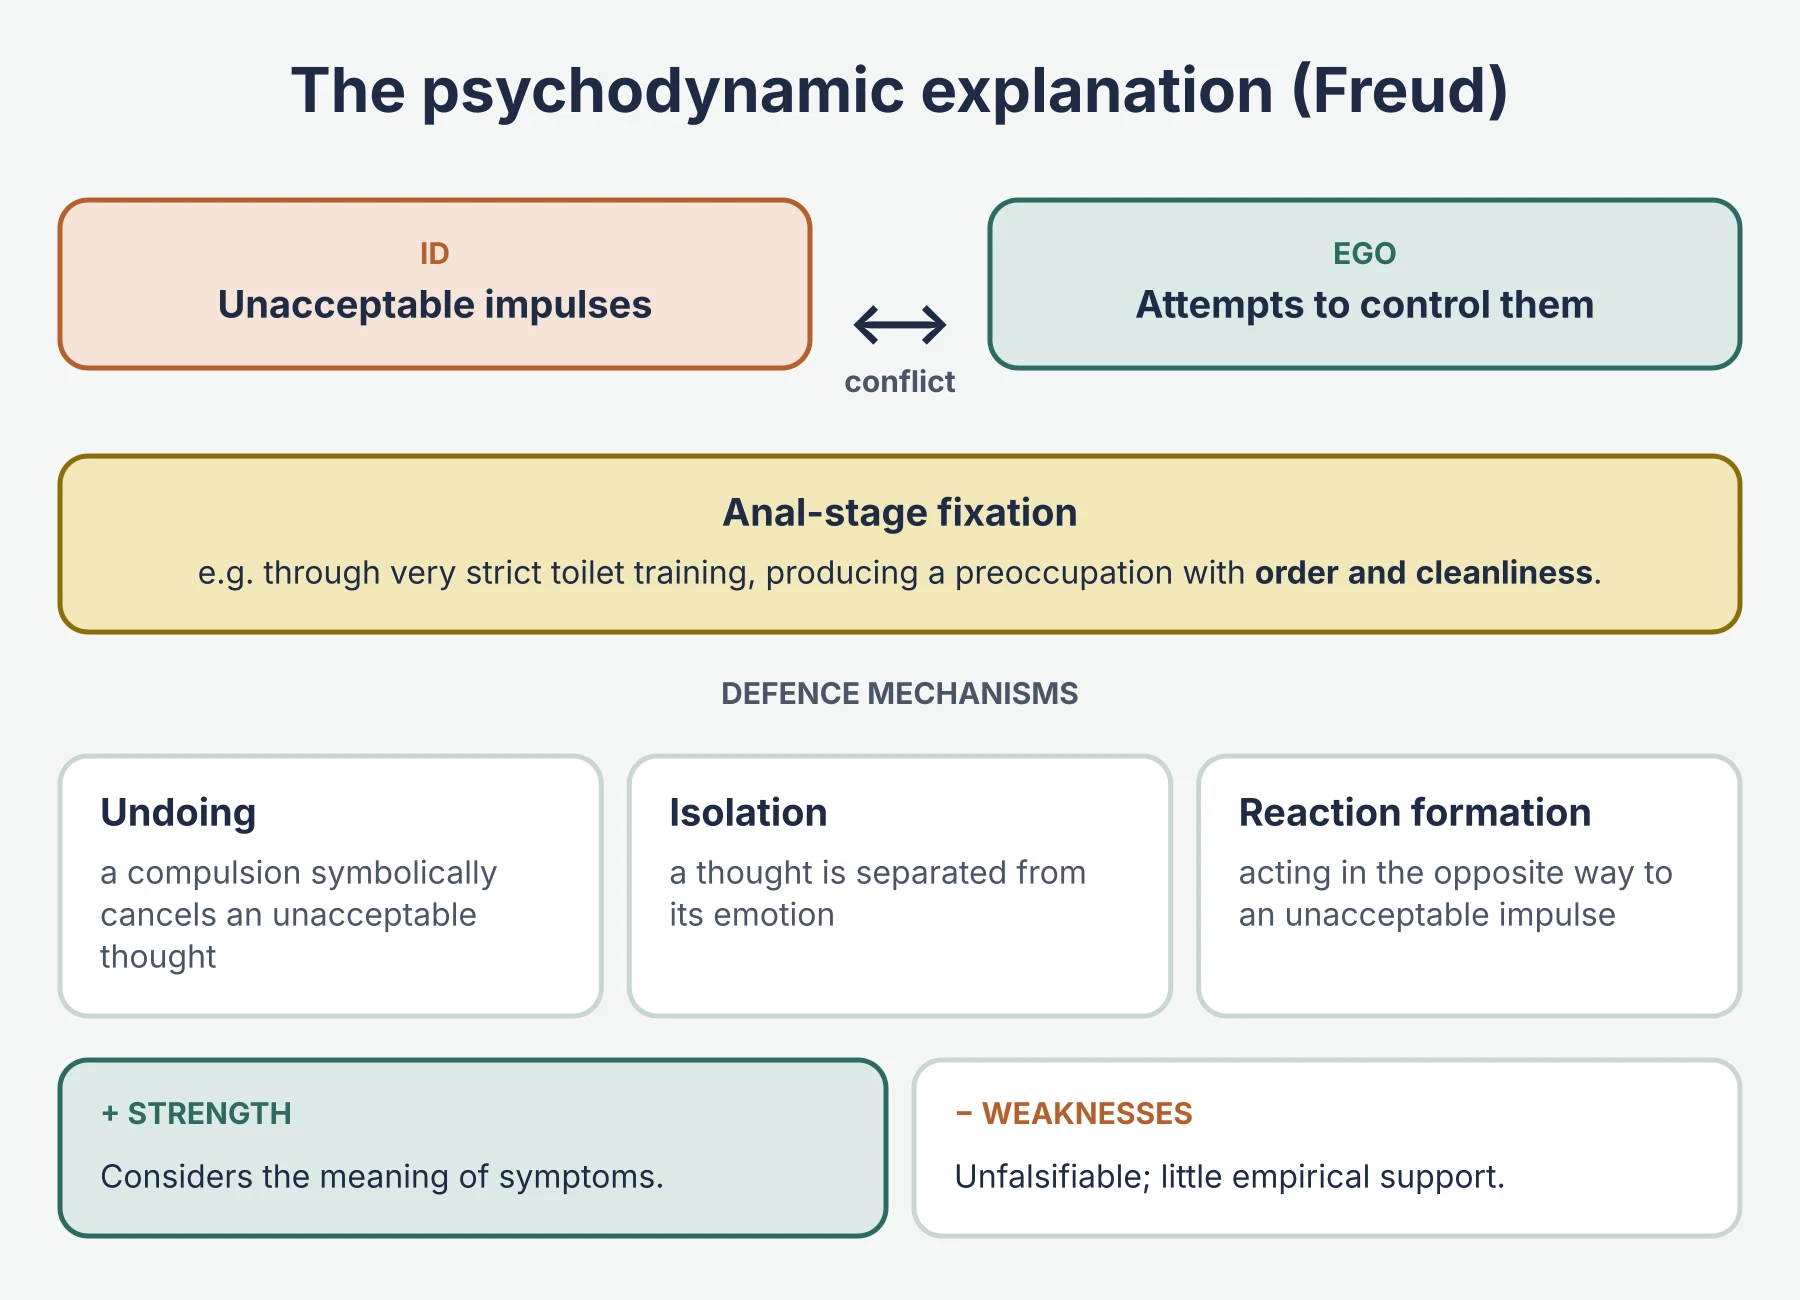 The psychodynamic explanation (Freud)
ID
Unacceptable impulses
conflict
EGO
Attempts to control them
Anal-stage fixation
e.g. through very strict toilet training, producing a preoccupation with order and cleanliness.
DEFENCE MECHANISMS
Undoing
a compulsion symbolically
cancels an unacceptable
thought
Isolation
a thought is separated from
its emotion
Reaction formation
acting in the opposite way to
an unacceptable impulse
+ STRENGTH
Considers the meaning of symptoms.
− WEAKNESSES
Unfalsifiable; little empirical support.